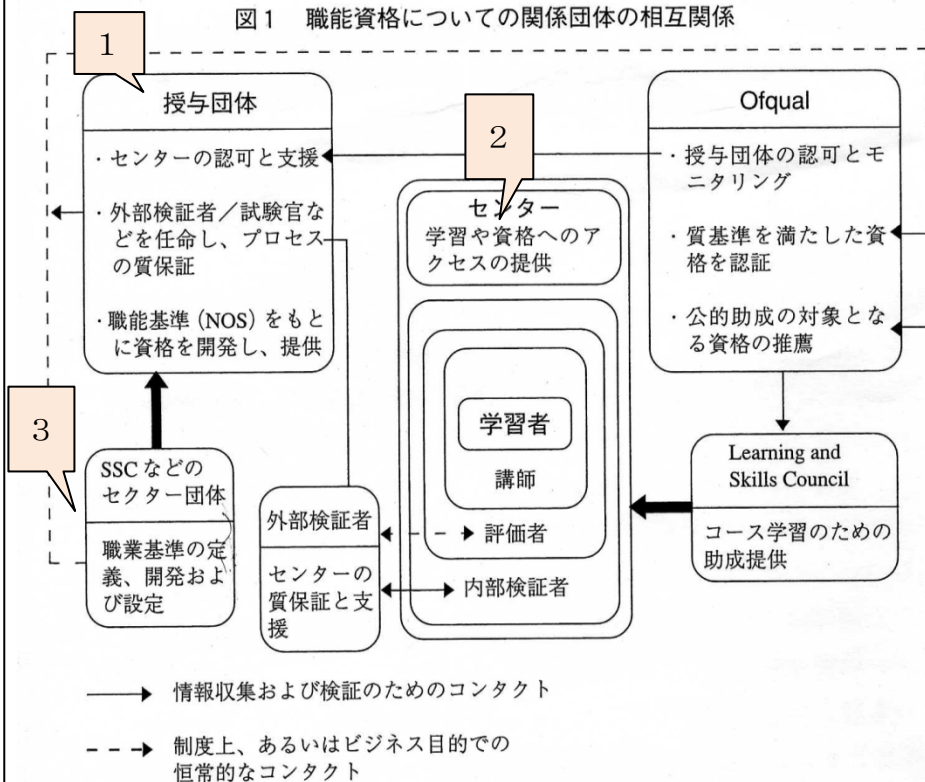 図1 職能資格についての関係団体の相互関係
1
授与団体
・センターの認可と支援
・外部検証者／試験官な
どを任命し、プロセス
の質保証
・職能基準（NOS）をもと
に資格を開発し、提供
2
センター
学習や資格へのア
クセスの提供
学習者
講師
評価者
内部検証者
Ofqual
・授与団体の認可とモ
ニタリング
・質基準を満たした資
格を認証
・公的助成の対象とな
る資格の推薦
3
SSCなどの
セクター団体
職業基準の定
義、開発およ
び設定
外部検証者
センターの
質保証と支
援
Learning and
Skills Council
コース学習のための
助成提供
情報収集および検証のためのコンタクト
制度上、あるいはビジネス目的での
恒常的なコンタクト